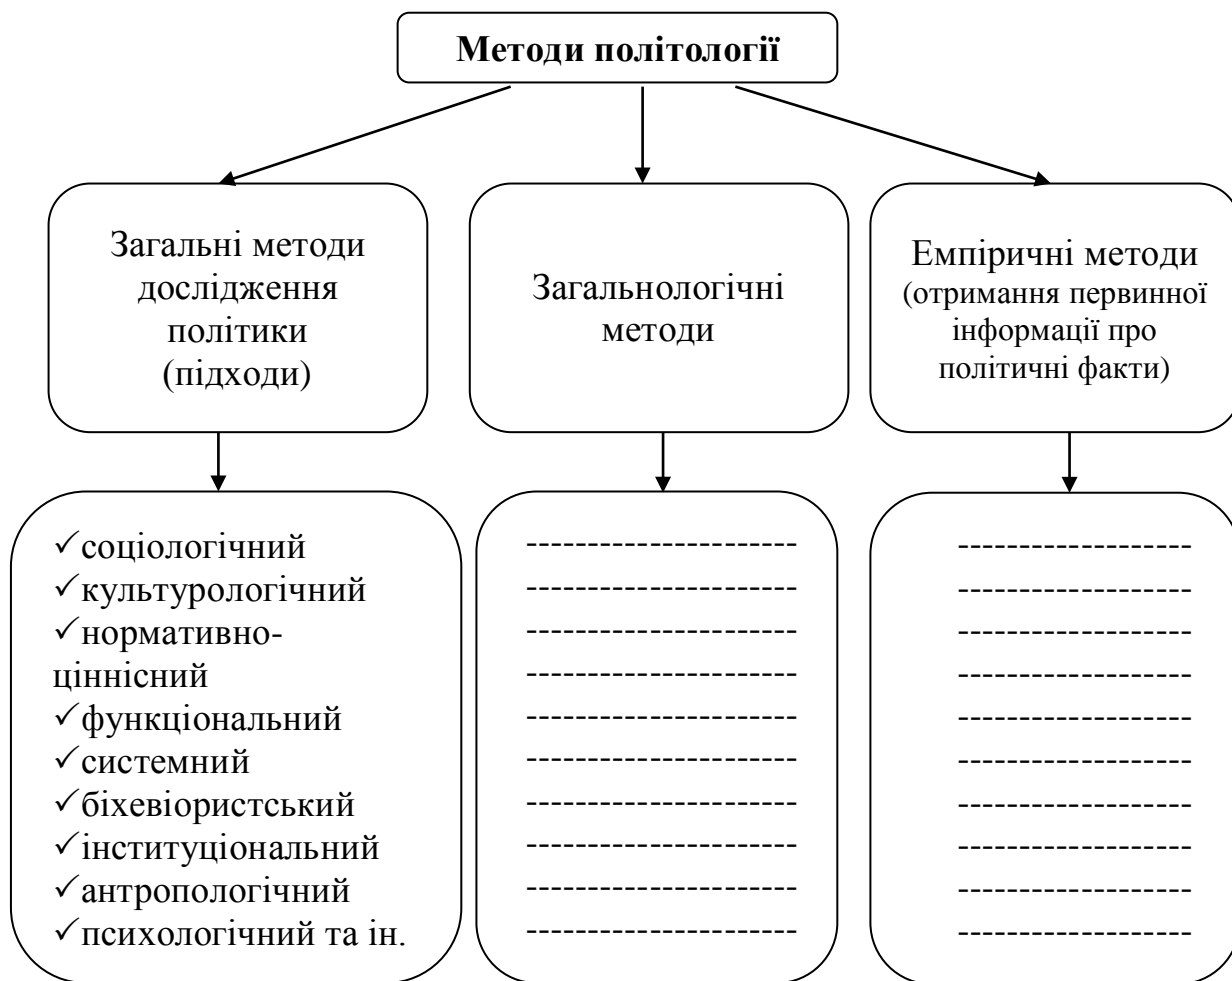 Методи політології
Загальні методи
дослідження
політики
(підходи)
Загальнологічні
методи
Емпіричні методи
(отримання первинної
інформації про
політичні факти)
✓соціологічний
✓культурологічний
✓нормативно-
ціннісний
✓функціональний
✓системний
✓біхевіористський
✓інституціональний
✓антропологічний
✓психологічний та ін.
----------------------
----------------------
----------------------
----------------------
----------------------
----------------------
----------------------
----------------------
----------------------
----------------------
-------------------
-------------------
-------------------
-------------------
-------------------
-------------------
-------------------
-------------------
-------------------
-------------------